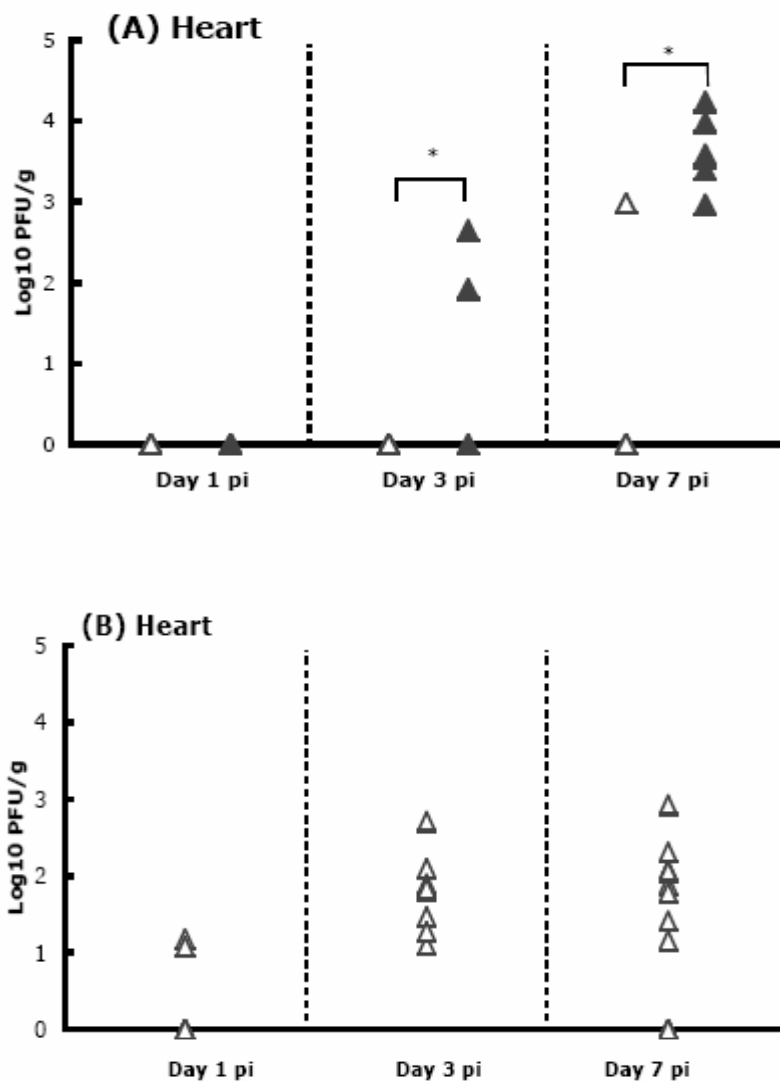 (A) Heart
5
4
3
2
1
0
Log10 PFU/g
*
*
Day 1 pi
Day 3 pi
Day 7 pi
(B) Heart
5
4
3
2
1
0
Log10 PFU/g
Day 1 pi
Day 3 pi
Day 7 pi